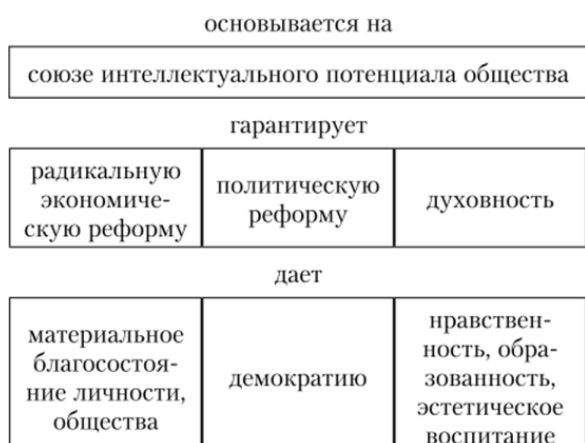 основывается на
союзе интеллектуального потенциала общества
гарантирует
радикальную
экономиче-
скую реформу
политическую
реформу
духовность
дает
материальное
благосостоя-
ние личности,
общества
демократию
нравствен-
ность, обра-
зованность,
эстетическое
воспитание